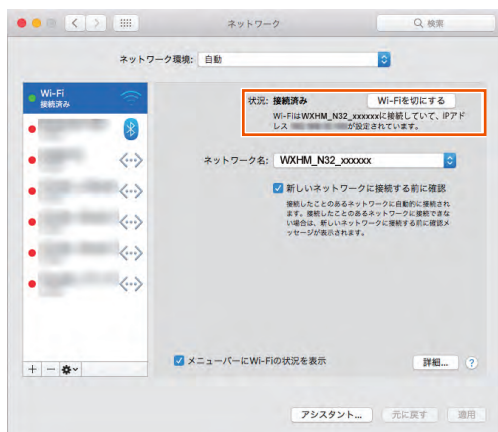 ネットワーク
検索
ネットワーク環境: 自動
Wi-Fi
接続済み
状況: 接続済み
Wi-Fiを切にする
Wi-FiはWXHM_N32_xxxxxxに接続していて、IPアド
レス が設定されています。
ネットワーク名: WXHM_N32_xxxxxx
新しいネットワークに接続する前に確認
接続したことのあるネットワークに自動的に接続され
ます。接続したことのあるネットワークに接続できな
い場合は、新しいネットワークに接続する前に確認メ
ッセージが表示されます。
メニューバーにWi-Fiの状況を表示
詳細... ?
アシスタント... 元に戻す 適用